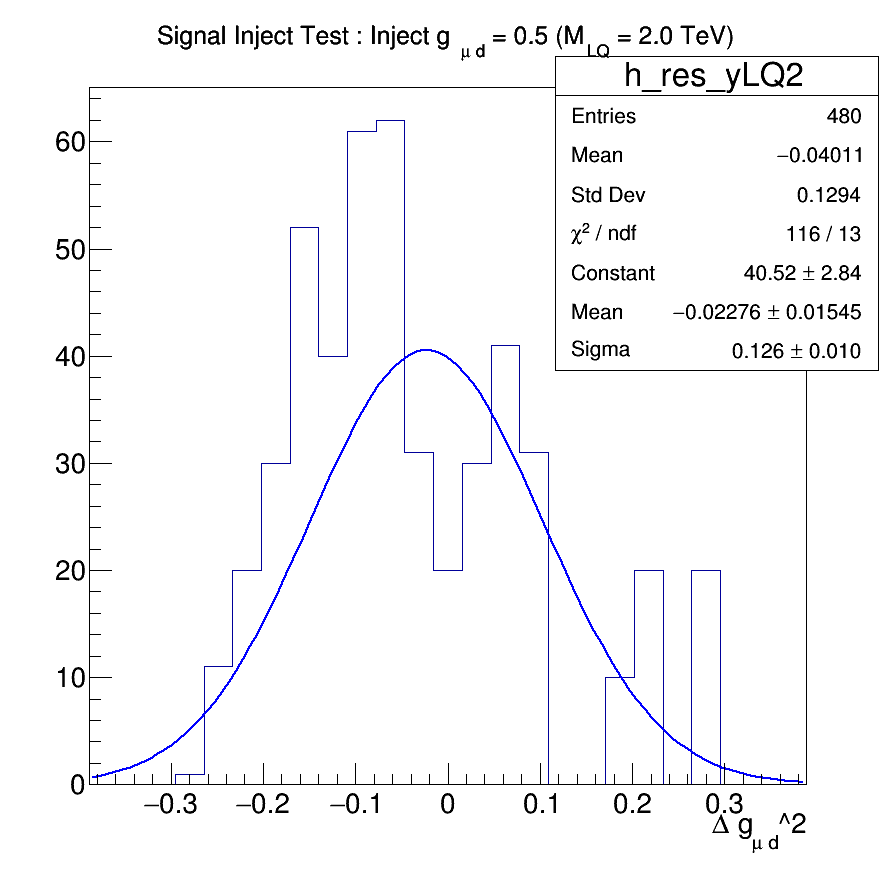 Signal Inject Test : Inject g μ d = 0.5 (M LQ = 2.0 TeV)
h_res_yLQ2
Entries 480
Mean −0.04011
Std Dev 0.1294
χ² / ndf 116 / 13
Constant 40.52 ± 2.84
Mean −0.02276 ± 0.01545
Sigma 0.126 ± 0.010
60
50
40
30
20
10
0
−0.3 −0.2 −0.1 0 0.1 0.2 0.3
Δ g μ d ^2